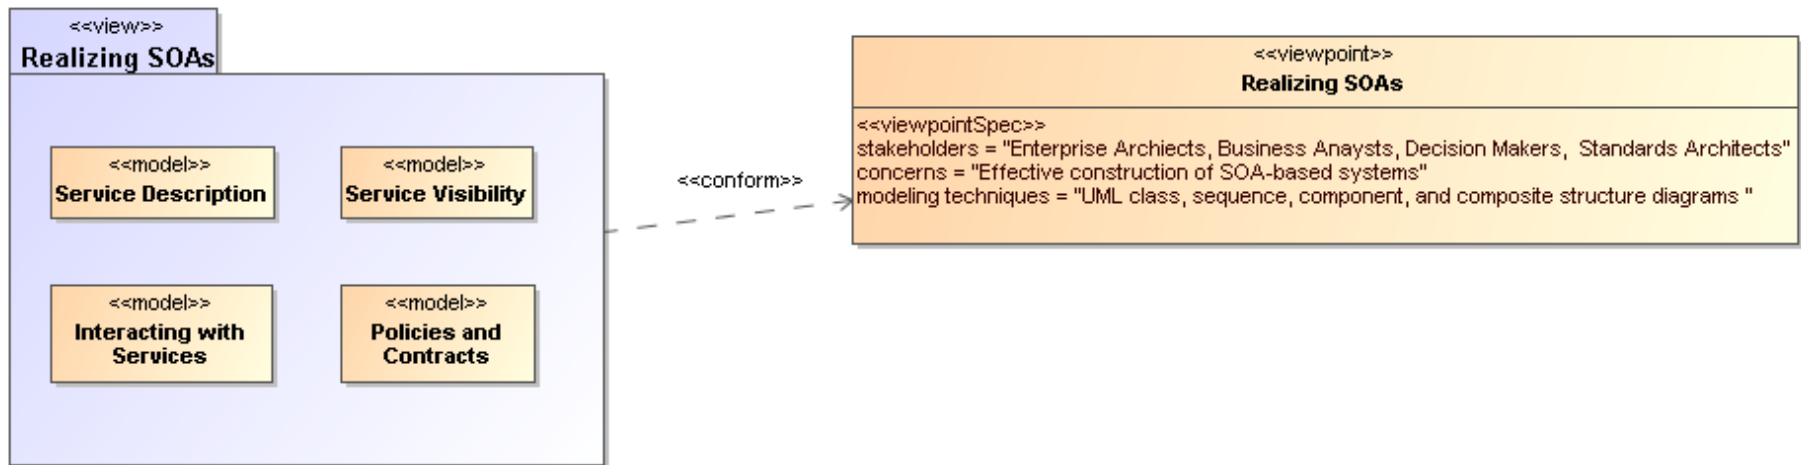 <<view>>
Realizing SOAs
<<model>>
Service Description
<<model>>
Service Visibility
<<model>>
Interacting with
Services
<<model>>
Policies and
Contracts
<<conform>>
<<viewpoint>>
Realizing SOAs
<<viewpointSpec>>
stakeholders = "Enterprise Archiects, Business Anaysts, Decision Makers,  Standards Architects"
concerns = "Effective construction of SOA-based systems"
modeling techniques = "UML class, sequence, component, and composite structure diagrams "